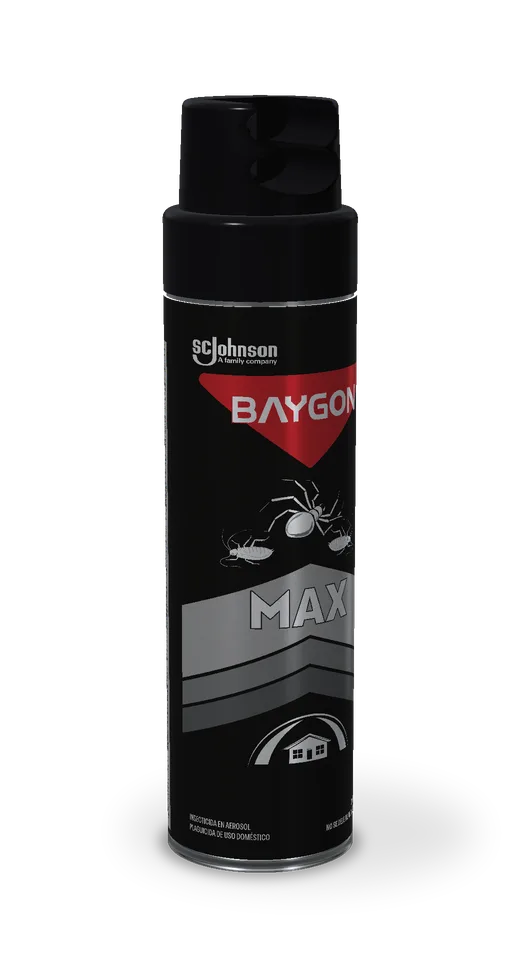 scJohnson
A family company
BAYGON
MAX
INSECTICIDA EN AEROSOL
PLAGUICIDA DE USO DOMÉSTICO